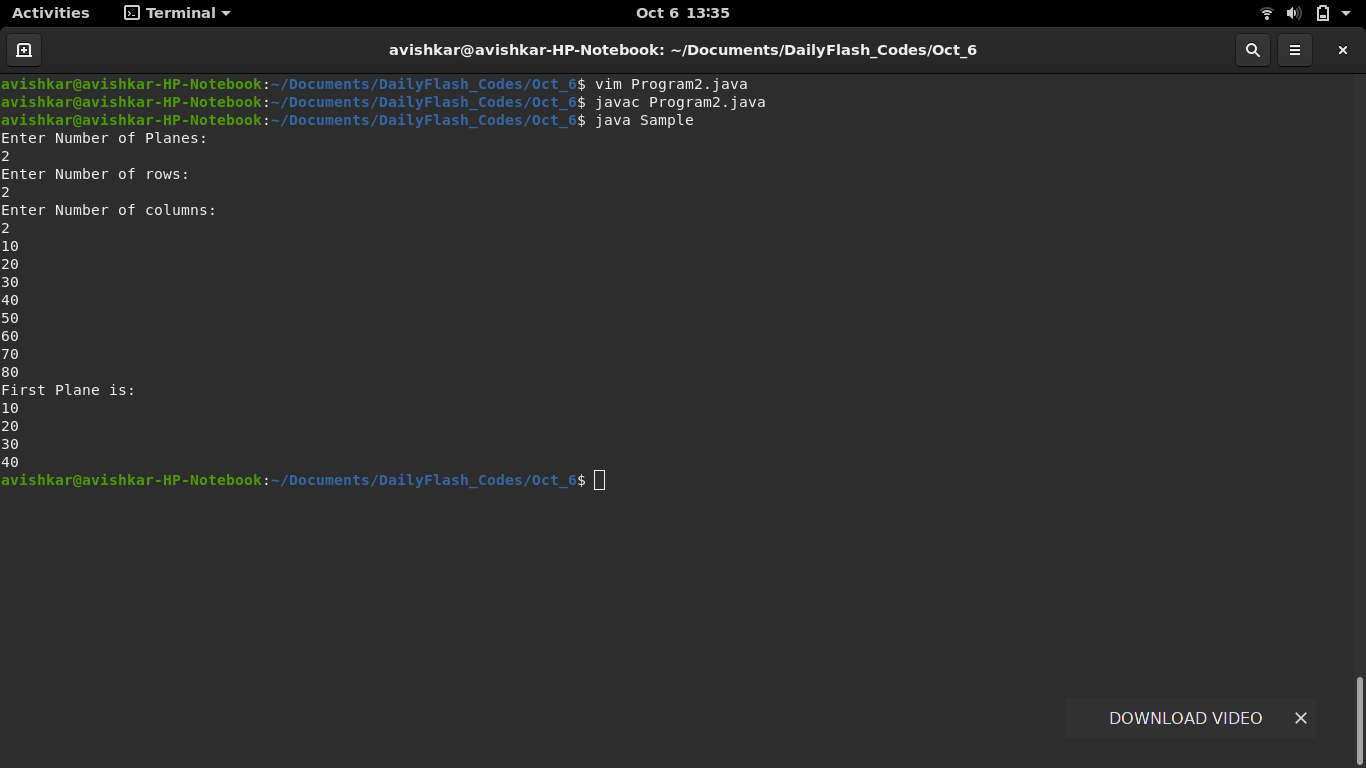 Activities Terminal Oct 6 13:35
avishkar@avishkar-HP-Notebook: ~/Documents/DailyFlash_Codes/Oct_6
avishkar@avishkar-HP-Notebook:~/Documents/DailyFlash_Codes/Oct_6$ vim Program2.java
avishkar@avishkar-HP-Notebook:~/Documents/DailyFlash_Codes/Oct_6$ javac Program2.java
avishkar@avishkar-HP-Notebook:~/Documents/DailyFlash_Codes/Oct_6$ java Sample
Enter Number of Planes:
2
Enter Number of rows:
2
Enter Number of columns:
2
10
20
30
40
50
60
70
80
First Plane is:
10
20
30
40
avishkar@avishkar-HP-Notebook:~/Documents/DailyFlash_Codes/Oct_6$
DOWNLOAD VIDEO